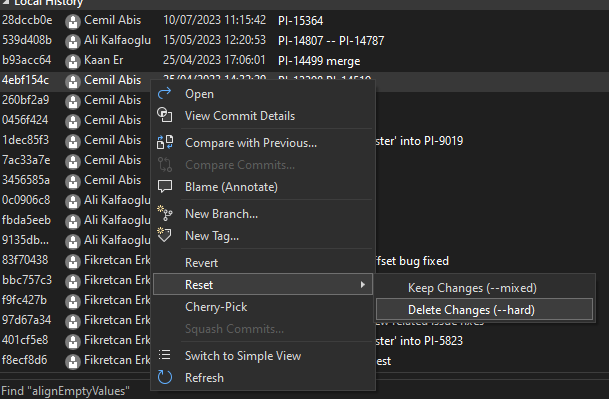 Local History
28dccb0e Cemil Abis 10/07/2023 11:15:42 PI-15364
539d408b Ali Kalfaoglu 15/05/2023 12:20:53 PI-14807 -- PI-14787
b93acc64 Kaan Er 25/04/2023 17:06:01 PI-14499 merge
4ebf154c Cemil Abis
260bf2a9 Cemil Abis
0456f424 Cemil Abis
1dec85f3 Cemil Abis ster' into PI-9019
7ac33a7e Cemil Abis
3456585a Cemil Abis
0c0906c8 Ali Kalfaoglu
fbda5eeb Ali Kalfaoglu
9135db... Ali Kalfaoglu
83f70438 Fikretcan Erk ffset bug fixed
bbc757c3 Fikretcan Erk
f9fc427b Fikretcan Erk
97d67a34 Fikretcan Erk new related issue fixes
401cf5e8 Fikretcan Erk ster' into PI-5823
f8ecf8d6 Fikretcan Erk est
Find "alignEmptyValues"
Open
View Commit Details
Compare with Previous...
Compare Commits...
Blame (Annotate)
New Branch...
New Tag...
Revert
Reset
Cherry-Pick
Squash Commits...
Switch to Simple View
Refresh
Keep Changes (--mixed)
Delete Changes (--hard)